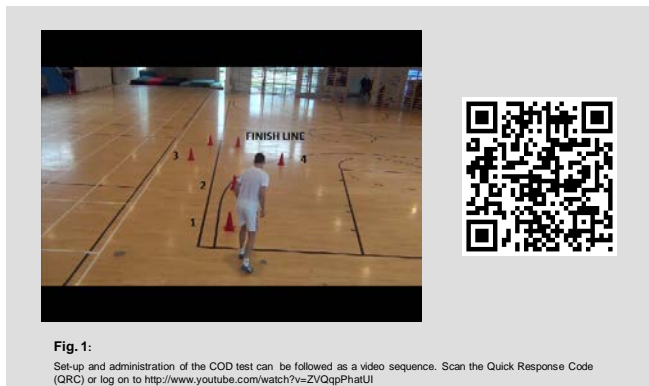 FINISH LINE
3
4
2
1
Fig. 1:
Set-up and administration of the COD test can be followed as a video sequence. Scan the Quick Response Code
(QRC) or log on to http://www.youtube.com/watch?v=ZVQqpPhatUI